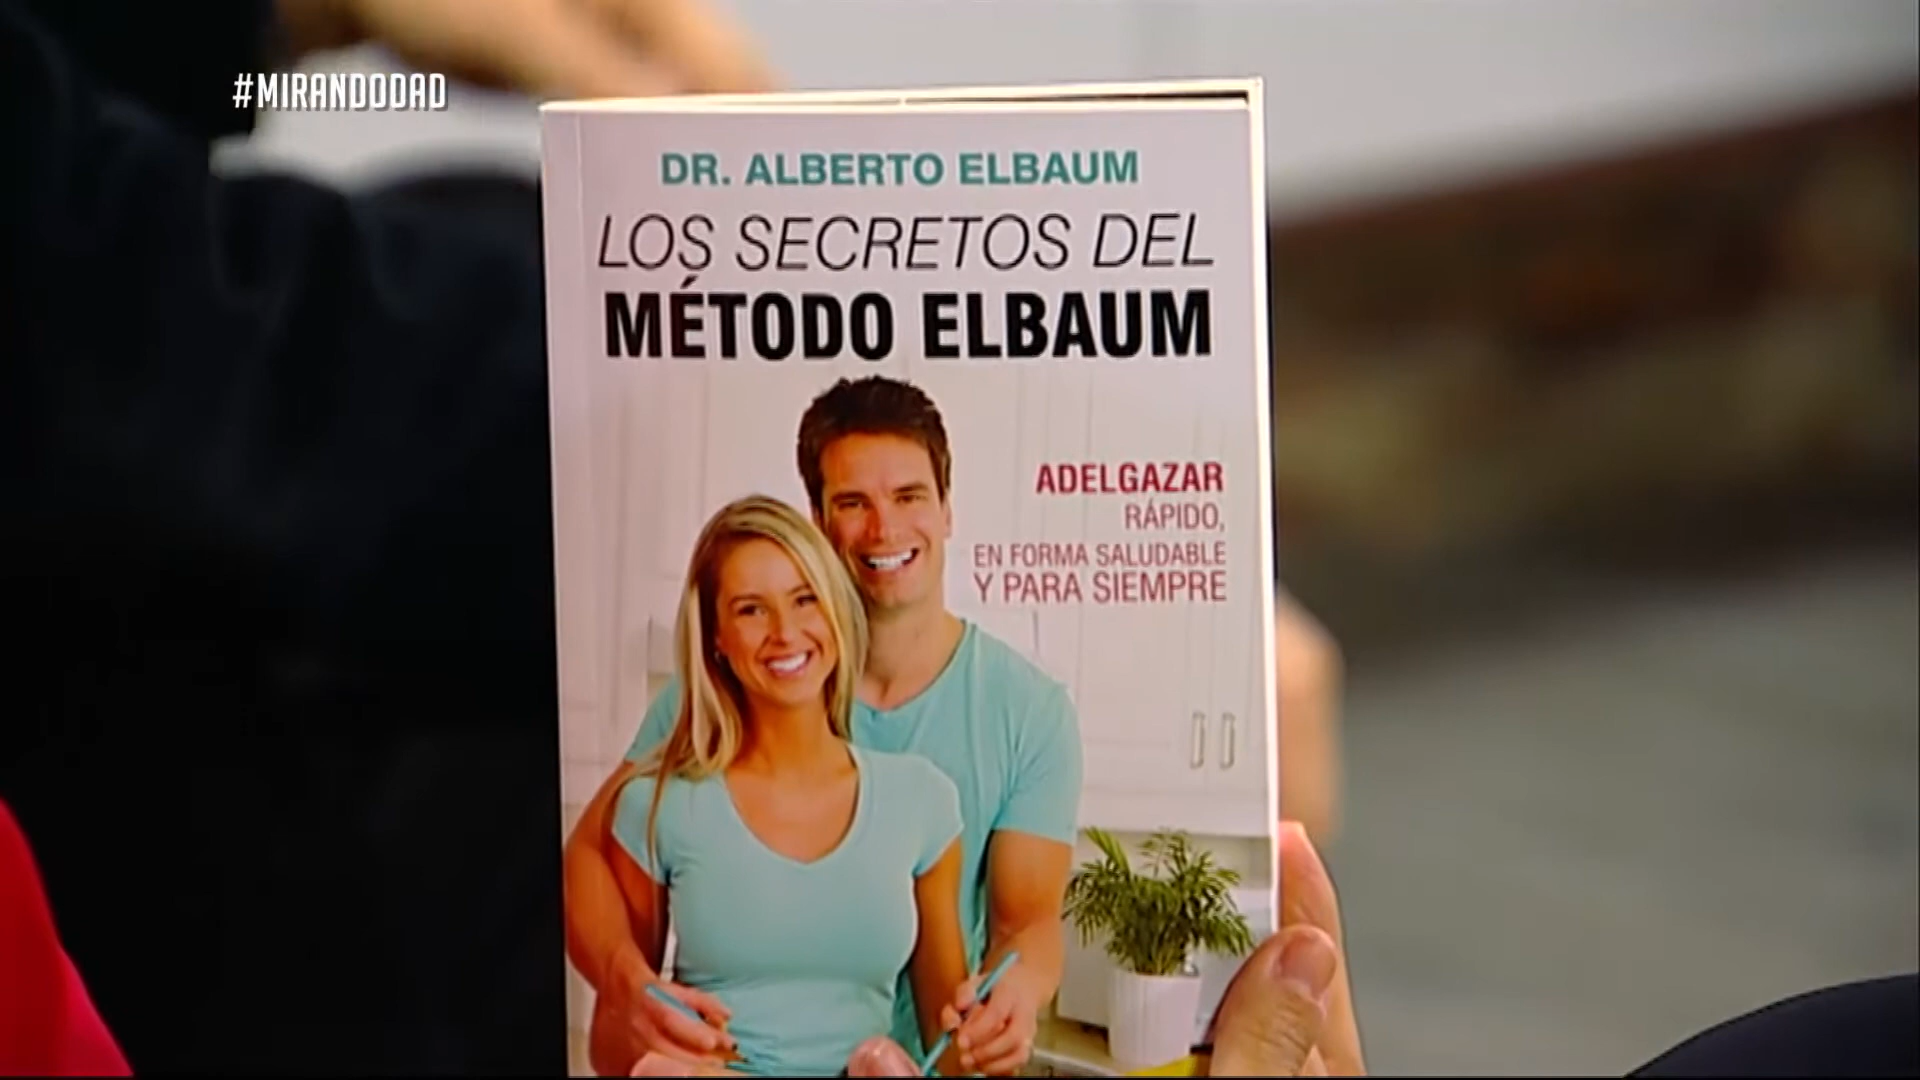 #MIRANDODAD
DR. ALBERTO ELBAUM
LOS SECRETOS DEL
MÉTODO ELBAUM
ADELGAZAR
RÁPIDO,
EN FORMA SALUDABLE
Y PARA SIEMPRE